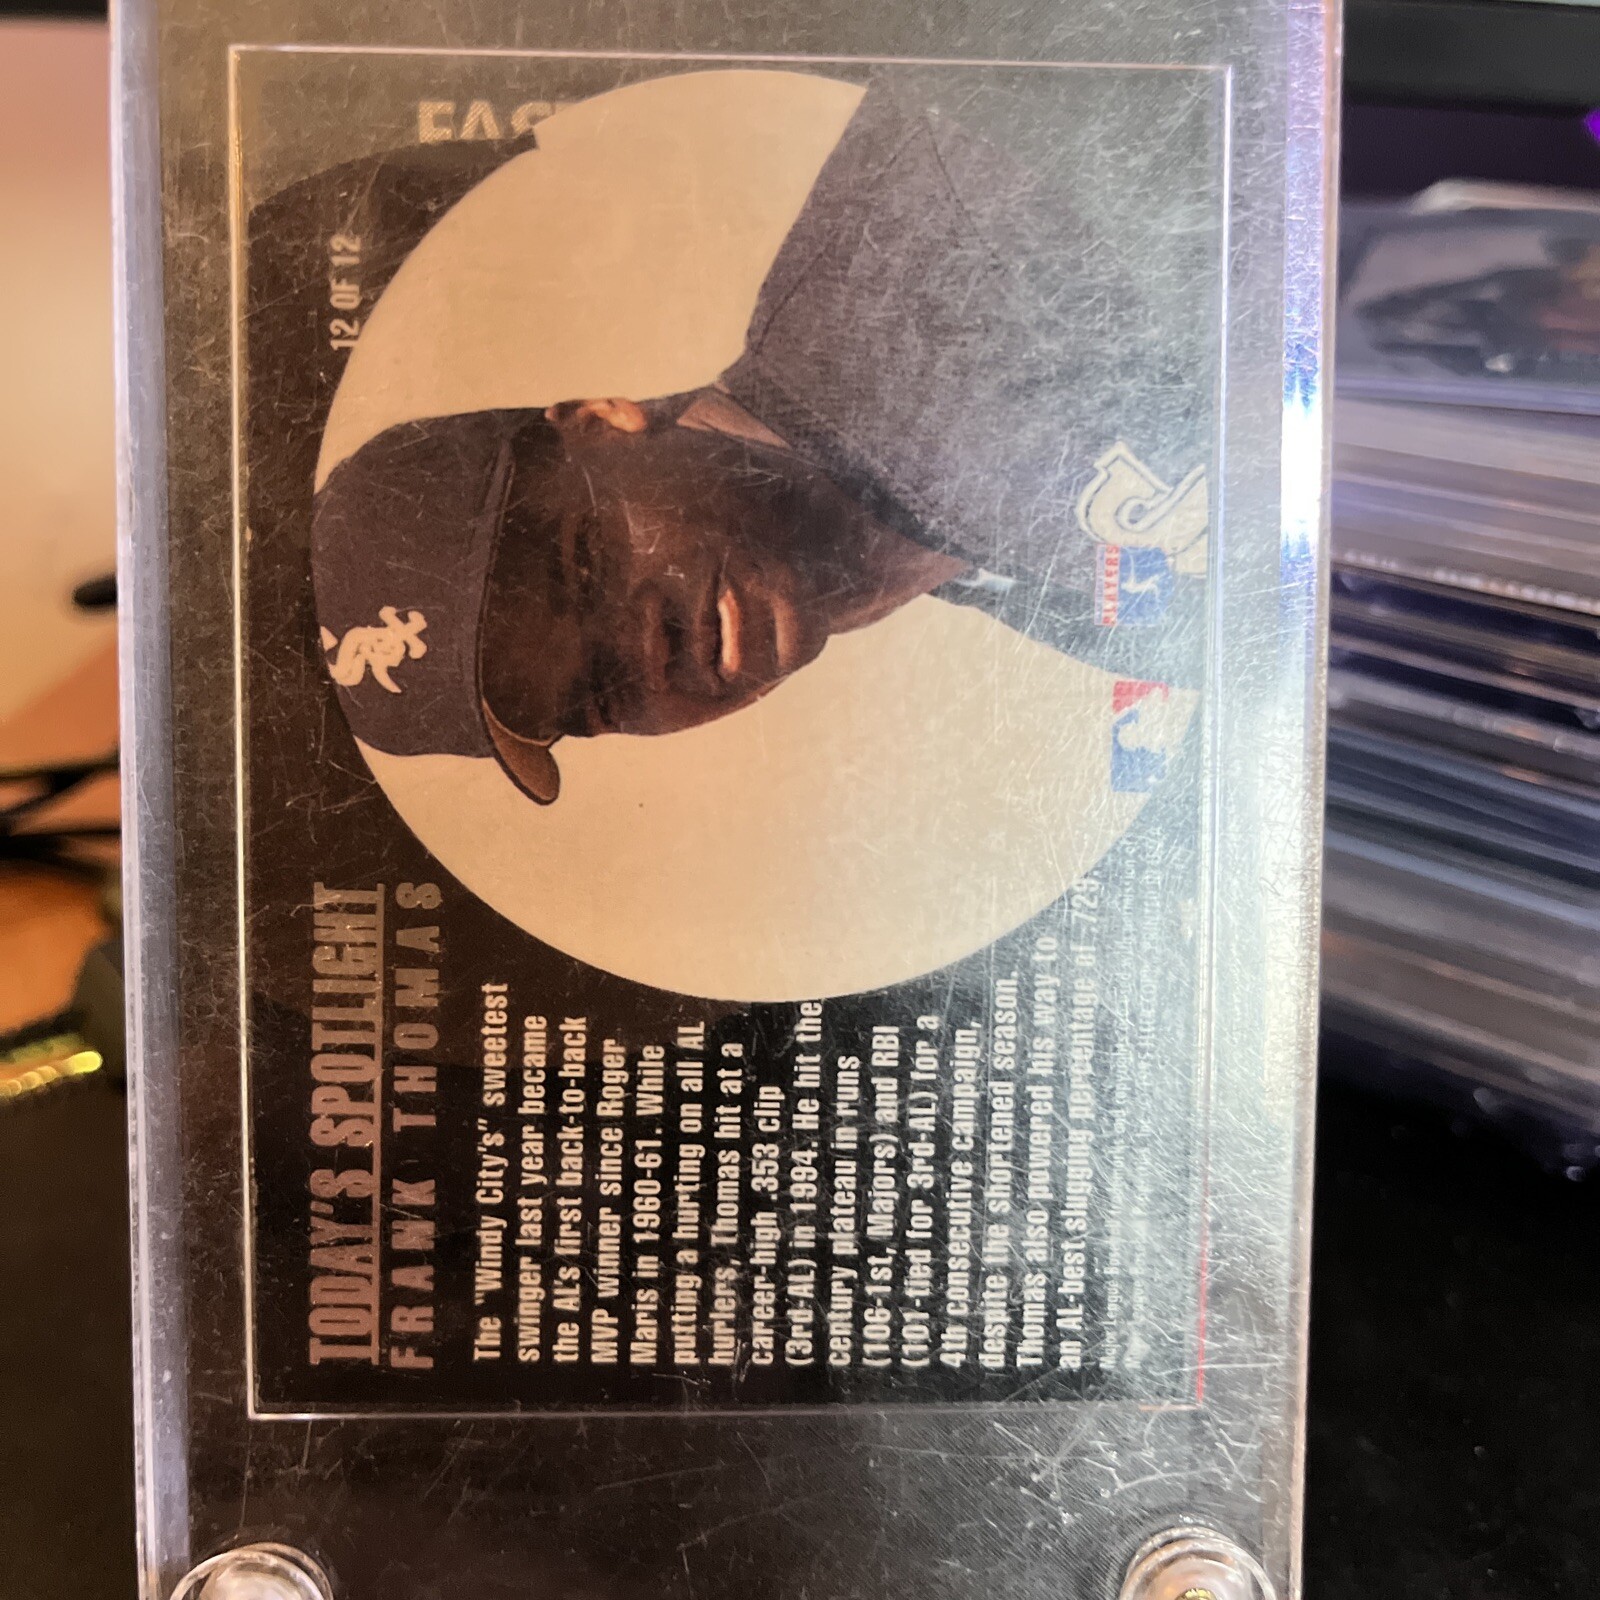 12 OF 12
TODAY'S SPOTLIGHT
FRANK THOMAS
The "Windy City's" sweetest
swinger last year became
the AL's first back-to-back
MVP winner since Roger
Maris in 1960-61. While
putting a hurting on all AL
hurlers, Thomas hit at a
career-high .353 clip
(3rd-AL) in 1994. He hit the
century plateau in runs
(106-1st, Majors) and RBI
(101-tied for 3rd-AL) for a
4th consecutive campaign,
despite the shortened season.
Thomas also powered his way to
an AL-best slugging percentage of .729.
PLAYERS